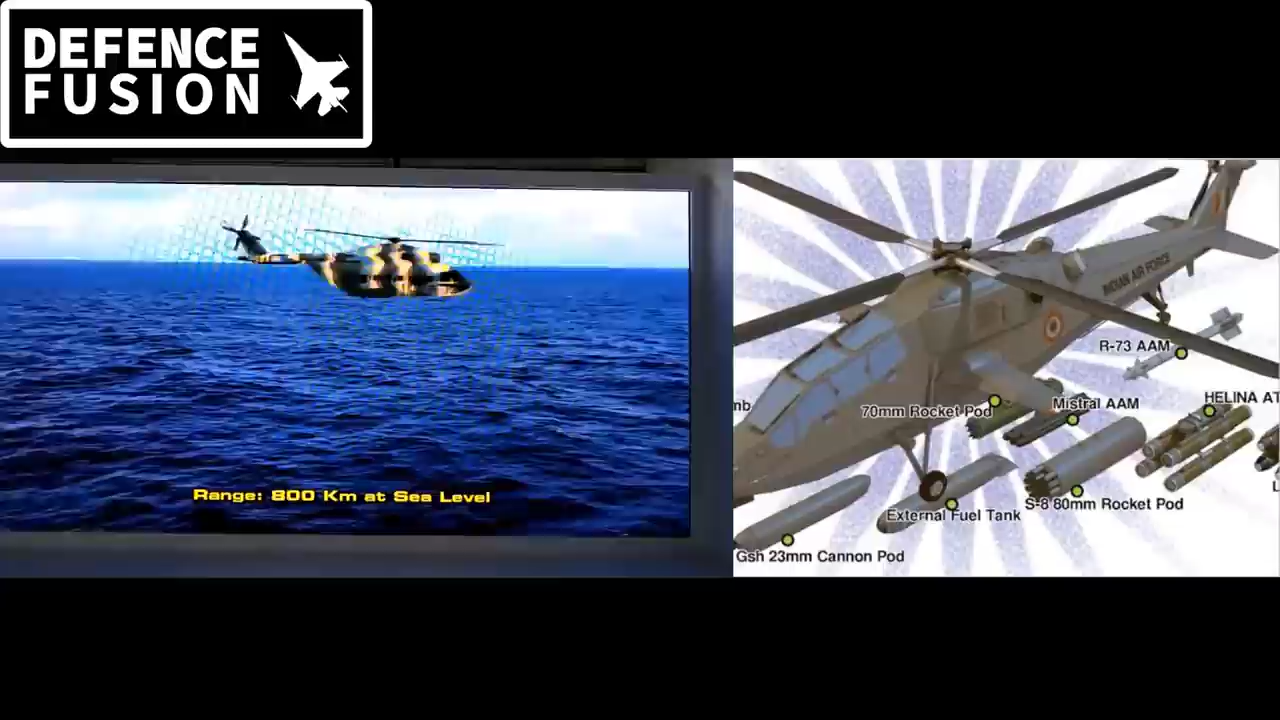 DEFENCE
FUSION
Range: 800 Km at Sea Level
INDIAN AIR FORCE
R-73 AAM
HELINA AT
70mm Rocket Pod
Mistral AAM
S-8 80mm Rocket Pod
External Fuel Tank
Gsh 23mm Cannon Pod